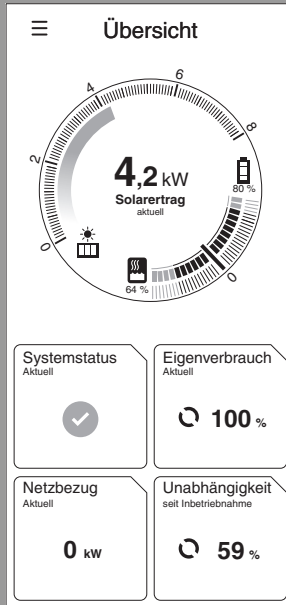 Übersicht
0
2
4
6
8
4,2 kW
Solarertrag
aktuell
80 %
64 %
0
Systemstatus
Aktuell
Eigenverbrauch
Aktuell
100 %
Netzbezug
Aktuell
0 kW
Unabhängigkeit
seit Inbetriebnahme
59 %